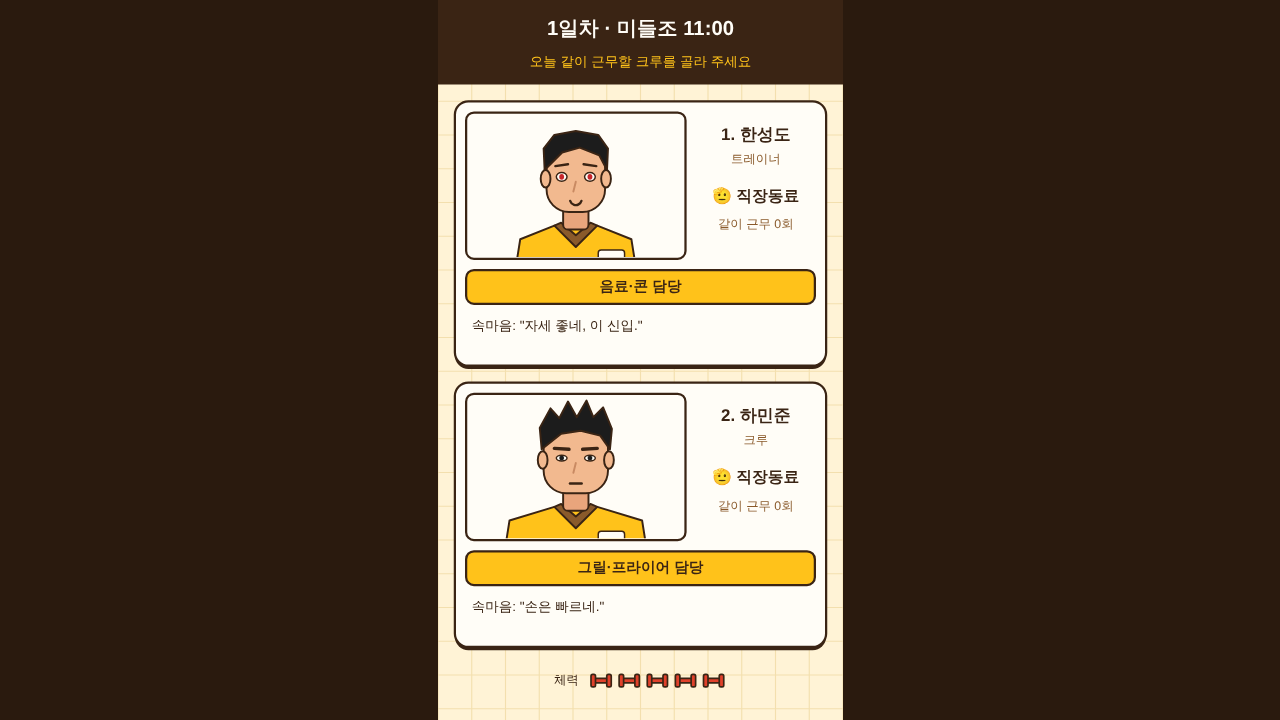 1일차 · 미들조 11:00
오늘 같이 근무할 크루를 골라 주세요
1. 한성도
트레이너
🫡 직장동료
같이 근무 0회
음료·콘 담당
속마음: "자세 좋네, 이 신입."
2. 하민준
크루
🫡 직장동료
같이 근무 0회
그릴·프라이어 담당
속마음: "손은 빠르네."
체력